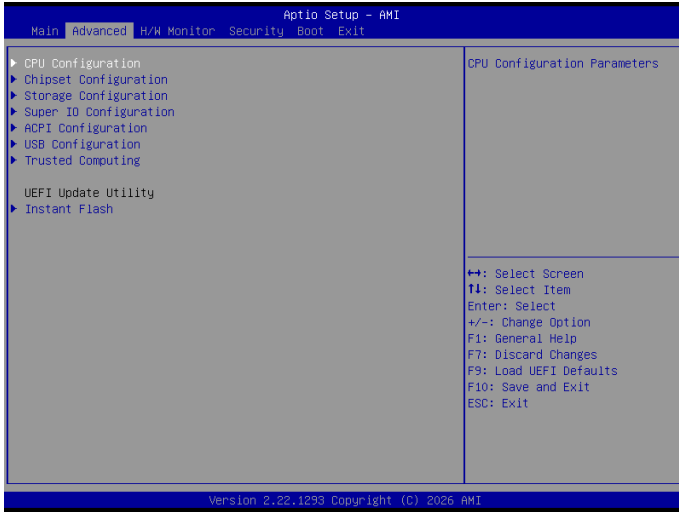 Aptio Setup - AMI
Main Advanced H/W Monitor Security Boot Exit
CPU Configuration
Chipset Configuration
Storage Configuration
Super IO Configuration
ACPI Configuration
USB Configuration
Trusted Computing
UEFI Update Utility
Instant Flash
CPU Configuration Parameters
↔: Select Screen
↑↓: Select Item
Enter: Select
+/-: Change Option
F1: General Help
F7: Discard Changes
F9: Load UEFI Defaults
F10: Save and Exit
ESC: Exit
Version 2.22.1293 Copyright (C) 2026 AMI